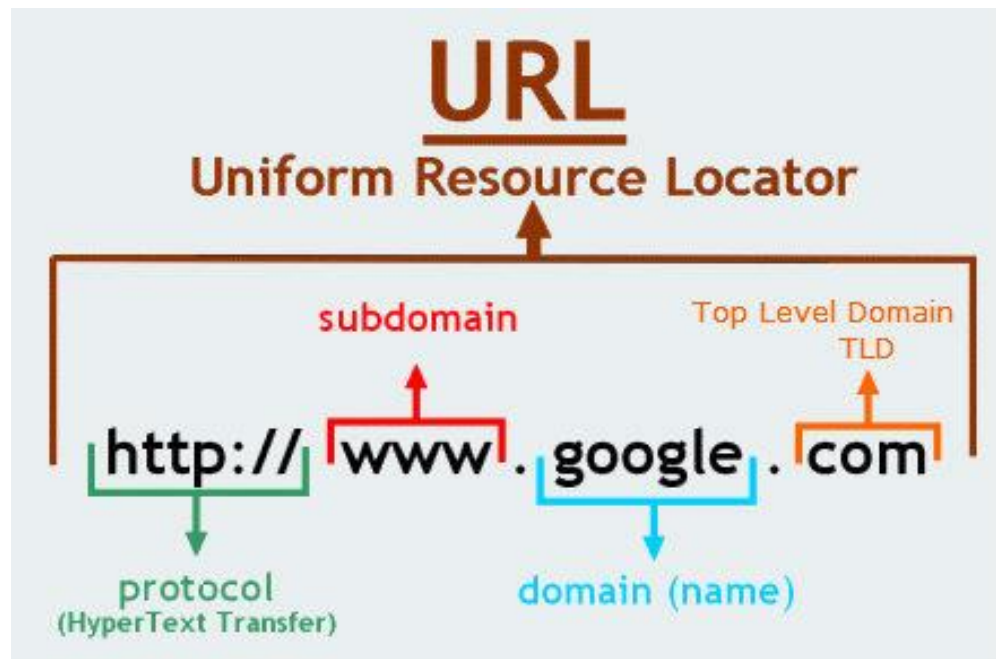 URL
Uniform Resource Locator
subdomain
Top Level Domain
TLD
http:// www . google . com
protocol
(HyperText Transfer)
domain (name)